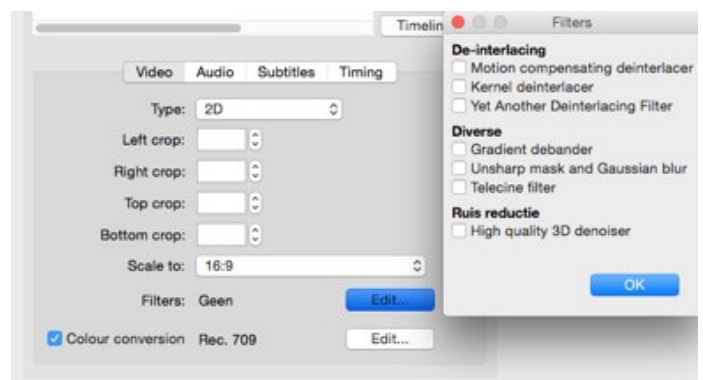 Timelin
Video Audio Subtitles Timing
Type: 2D
Left crop:
Right crop:
Top crop:
Bottom crop:
Scale to: 16:9
Filters: Geen Edit...
Colour conversion Rec. 709 Edit...
Filters
De-interlacing
Motion compensating deinterlacer
Kernel deinterlacer
Yet Another Deinterlacing Filter
Diverse
Gradient debander
Unsharp mask and Gaussian blur
Telecine filter
Ruis reductie
High quality 3D denoiser
OK